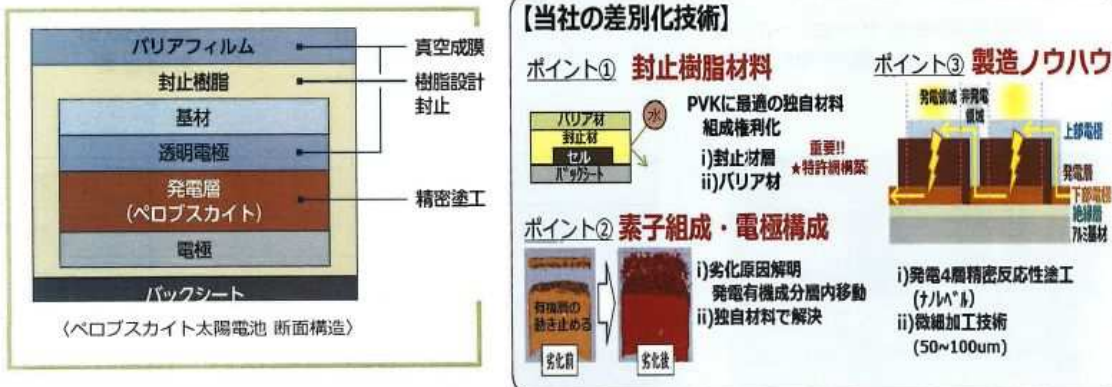 バリアフィルム
封止樹脂
基材
透明電極
発電層
(ペロブスカイト)
電極
バックシート
真空成膜
樹脂設計
封止
精密塗工
〈ペロブスカイト太陽電池 断面構造〉
【当社の差別化技術】
ポイント① 封止樹脂材料
バリア材
封止材
セル
バックシート
水
PVKに最適の独自材料
組成権利化
i)封止材層
ii)バリア材
重要!!
★特許網構築
ポイント② 素子組成・電極構成
有機層の
動き止める
劣化前
劣化後
i)劣化原因解明
発電有機成分層内移動
ii)独自材料で解決
ポイント③ 製造ノウハウ
発電領域
非発電
領域
上部電極
発電層
下部電極
絶縁層
アルミ基材
i)発電4層精密反応性塗工
(ナノレベル)
ii)微細加工技術
(50~100um)